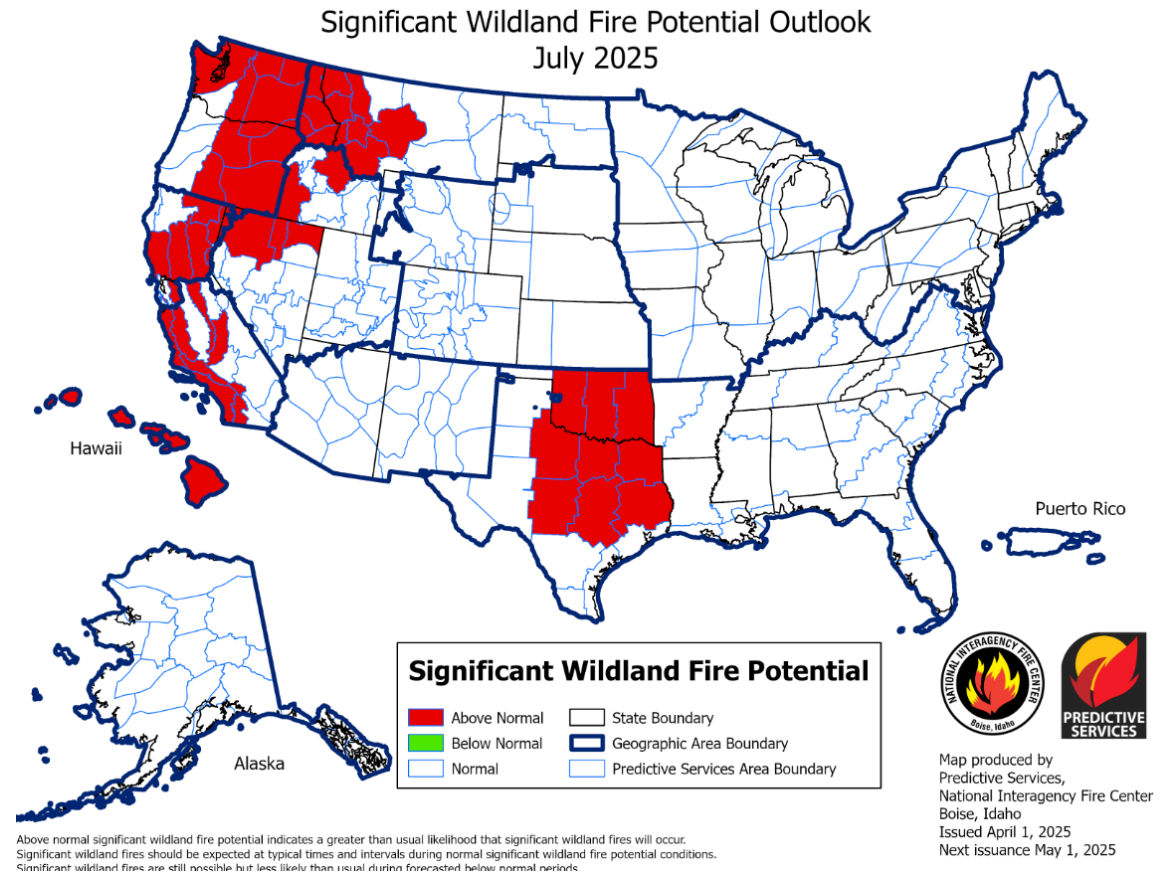 Significant Wildland Fire Potential Outlook
July 2025
Hawaii
Puerto Rico
Alaska
Significant Wildland Fire Potential
Above Normal
Below Normal
Normal
State Boundary
Geographic Area Boundary
Predictive Services Area Boundary
NATIONAL INTERAGENCY FIRE CENTER
Boise, Idaho
PREDICTIVE
SERVICES
Map produced by
Predictive Services,
National Interagency Fire Center
Boise, Idaho
Issued April 1, 2025
Next issuance May 1, 2025
Above normal significant wildland fire potential indicates a greater than usual likelihood that significant wildland fires will occur.
Significant wildland fires should be expected at typical times and intervals during normal significant wildland fire potential conditions.
Significant wildland fires are still possible but less likely than usual during forecasted below normal periods.